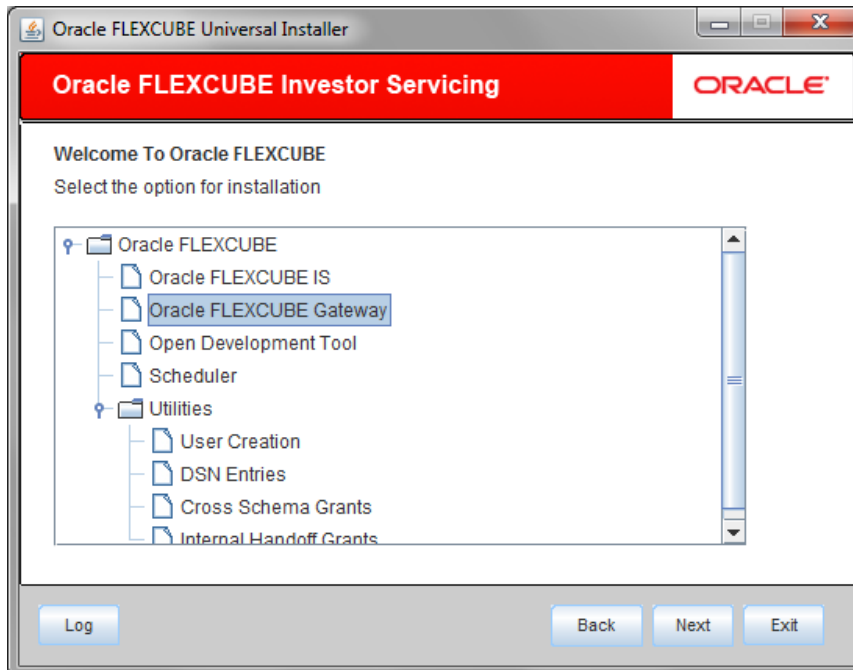 Oracle FLEXCUBE Universal Installer
Oracle FLEXCUBE Investor Servicing
ORACLE
Welcome To Oracle FLEXCUBE
Select the option for installation
Oracle FLEXCUBE
Oracle FLEXCUBE IS
Oracle FLEXCUBE Gateway
Open Development Tool
Scheduler
Utilities
User Creation
DSN Entries
Cross Schema Grants
Internal Handoff Grants
Log Back Next Exit